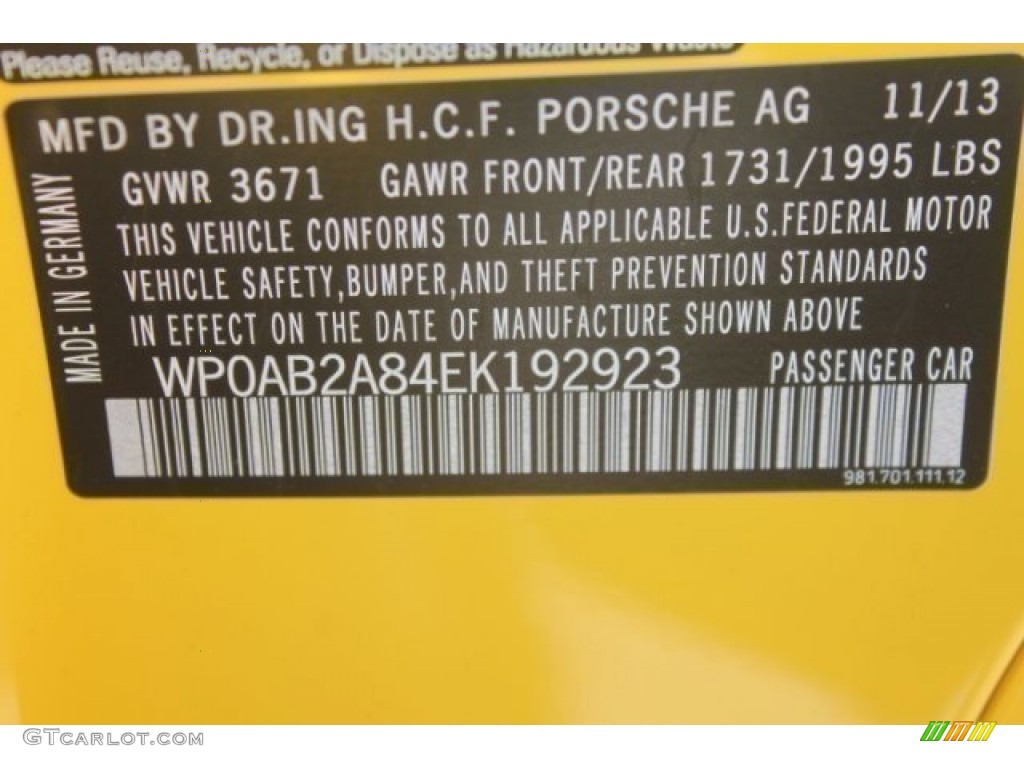 Please Reuse, Recycle, or Dispose as Hazardous Waste
MFD BY DR.ING H.C.F. PORSCHE AG 11/13
GVWR 3671 GAWR FRONT/REAR 1731/1995 LBS
THIS VEHICLE CONFORMS TO ALL APPLICABLE U.S.FEDERAL MOTOR
VEHICLE SAFETY,BUMPER,AND THEFT PREVENTION STANDARDS
IN EFFECT ON THE DATE OF MANUFACTURE SHOWN ABOVE
WP0AB2A84EK192923 PASSENGER CAR
981.701.111.12
MADE IN GERMANY
GTCARLOT.COM